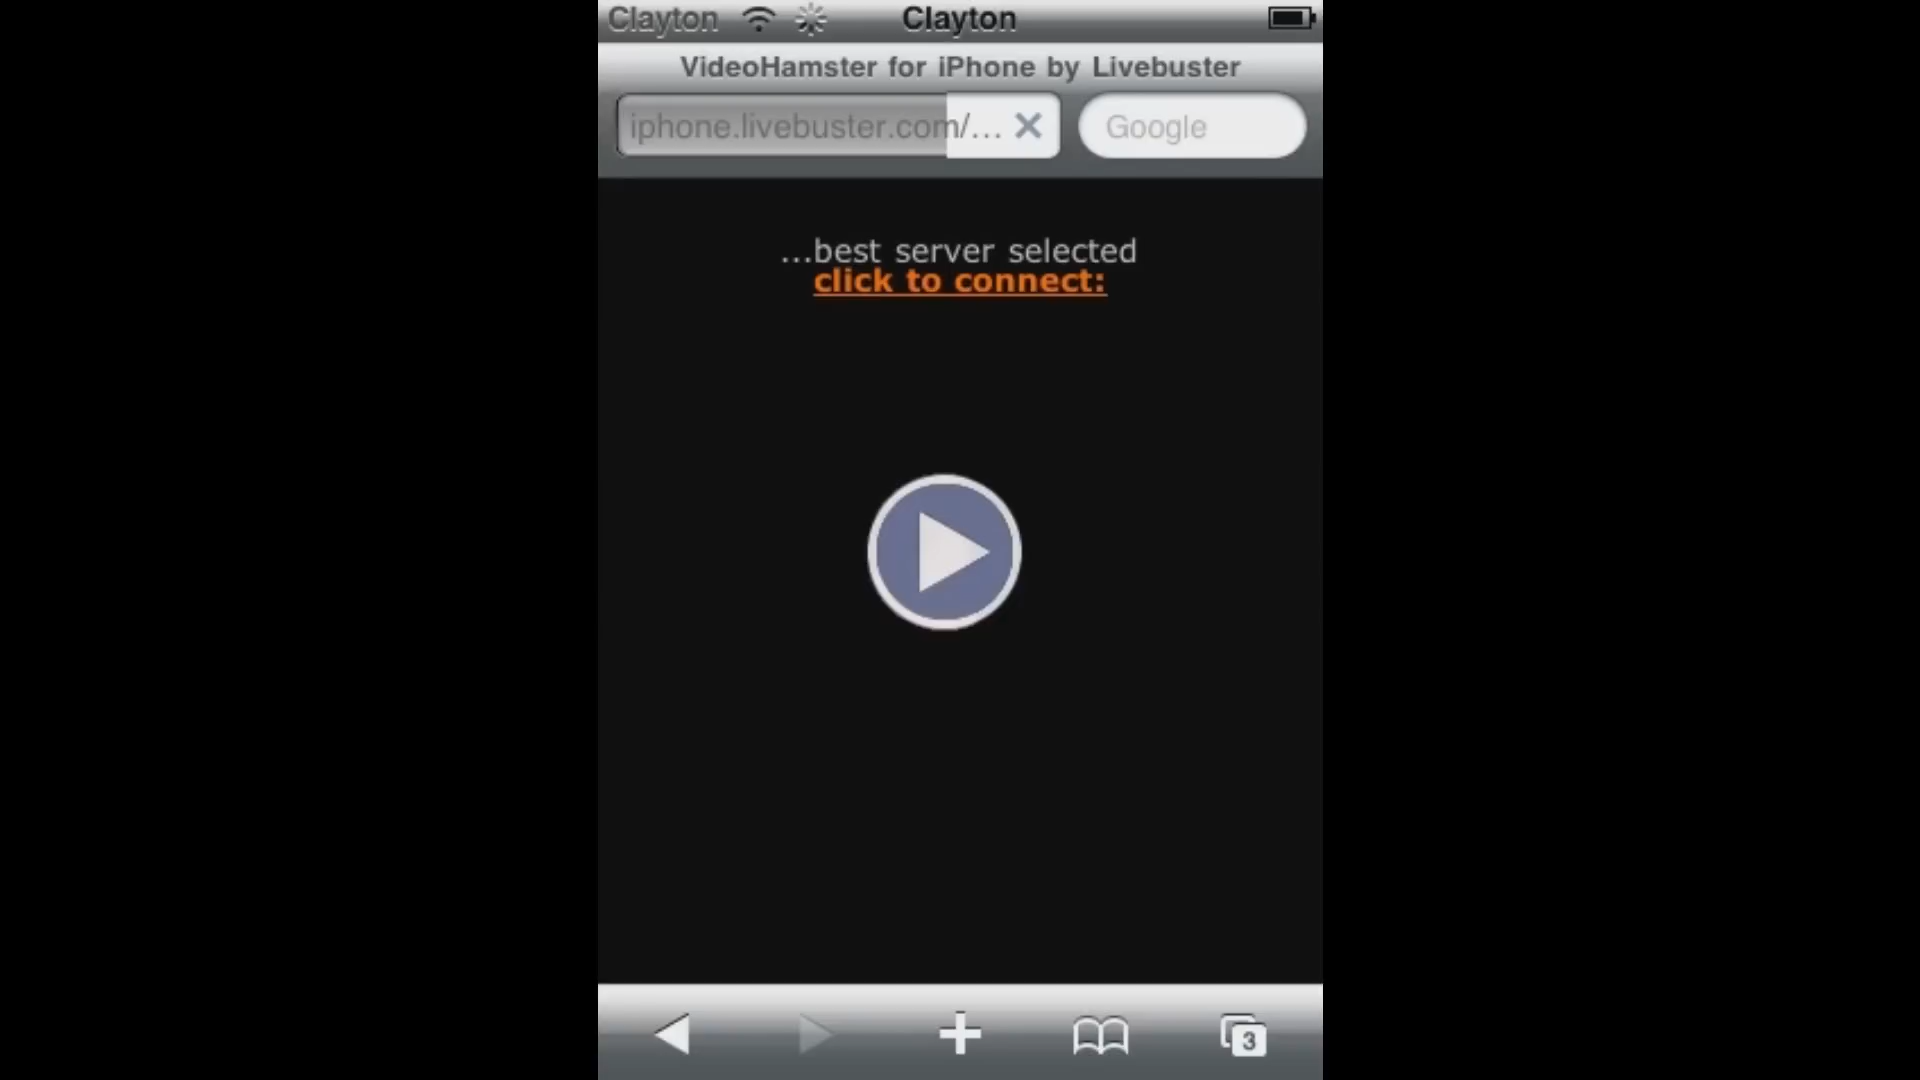 Clayton Clayton
VideoHamster for iPhone by Livebuster
iphone.livebuster.com/... Google
...best server selected
click to connect:
3